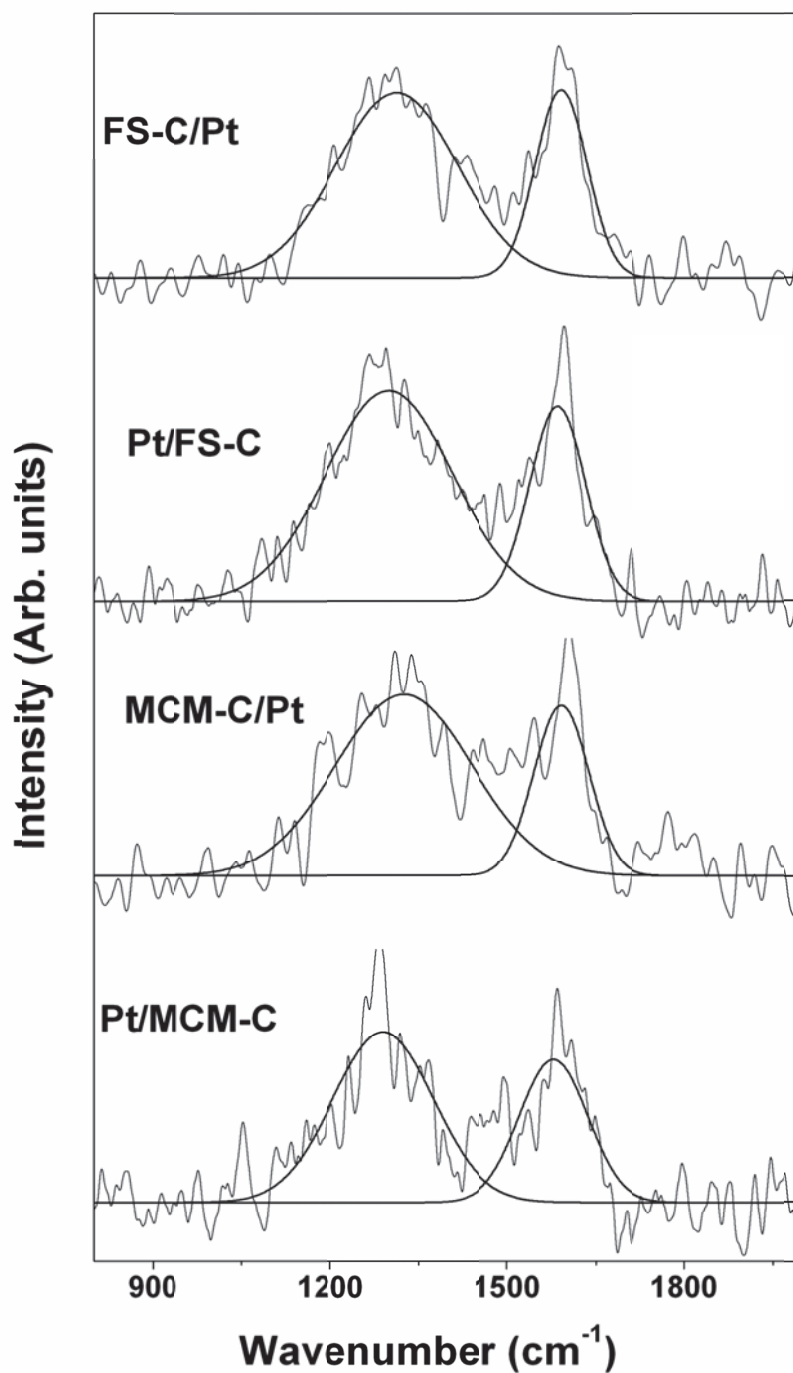 FS-C/Pt
Pt/FS-C
MCM-C/Pt
Pt/MCM-C
Intensity (Arb. units)
900 1200 1500 1800
Wavenumber (cm⁻¹)